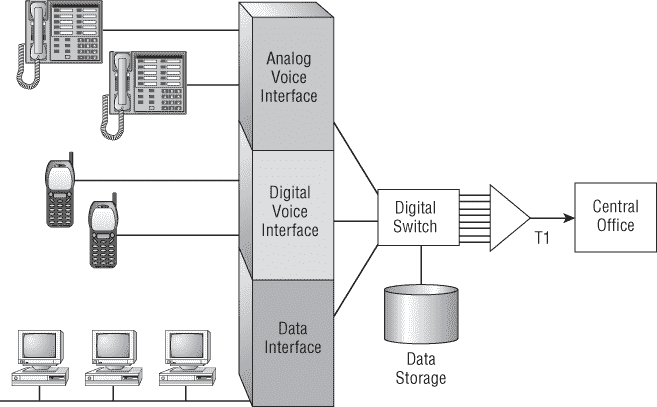 Analog
Voice
Interface
Digital
Voice
Interface
Data
Interface
Digital
Switch
Data
Storage
T1
Central
Office